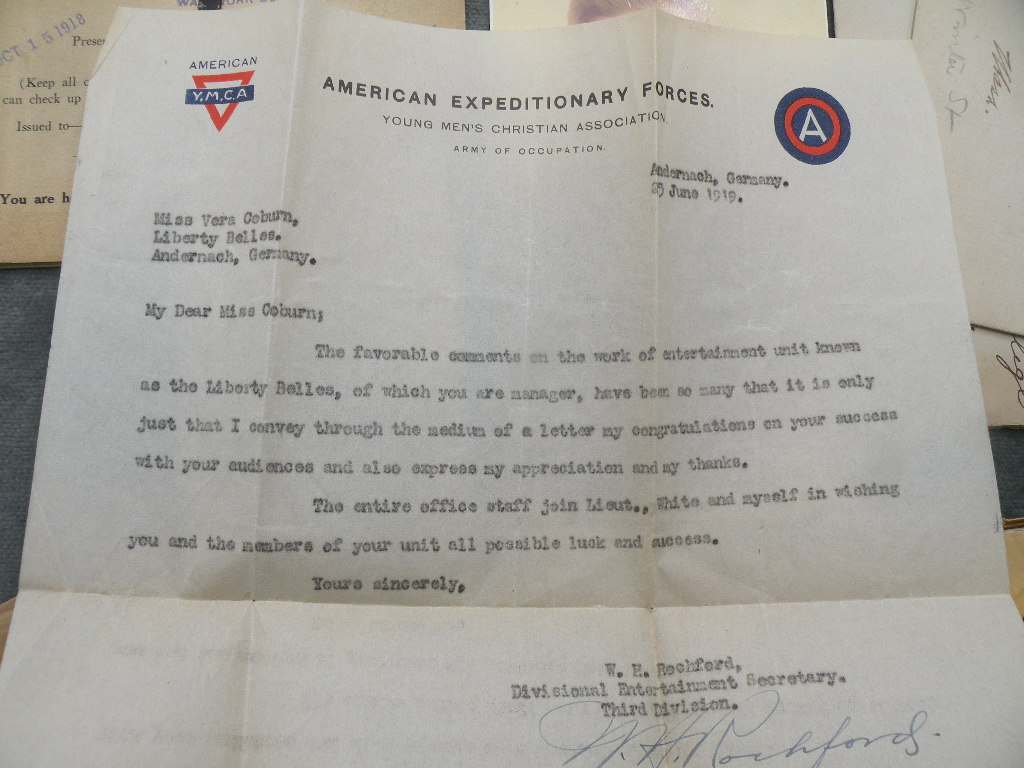 OCT 15 1918
(Keep all
can check up
Issued to—
You are h
AMERICAN
Y.M.C.A
AMERICAN EXPEDITIONARY FORCES.
YOUNG MEN'S CHRISTIAN ASSOCIATION.
ARMY OF OCCUPATION.
A
Andernach, Germany.
25 June 1919.
Miss Vera Coburn,
Liberty Belles.
Andernach, Germany.
My Dear Miss Coburn;
The favorable comments on the work of entertainment unit known
as the Liberty Belles, of which you are manager, have been so many that it is only
just that I convey through the medium of a letter my congratulations on your success
with your audiences and also express my appreciation and my thanks.
The entire office staff join Lieut., White and myself in wishing
you and the members of your unit all possible luck and success.
Yours sincerely,
W. H. Rochford,
Divisional Entertainment Secretary.
Third Division.
W. H. Rochford.
Mass.